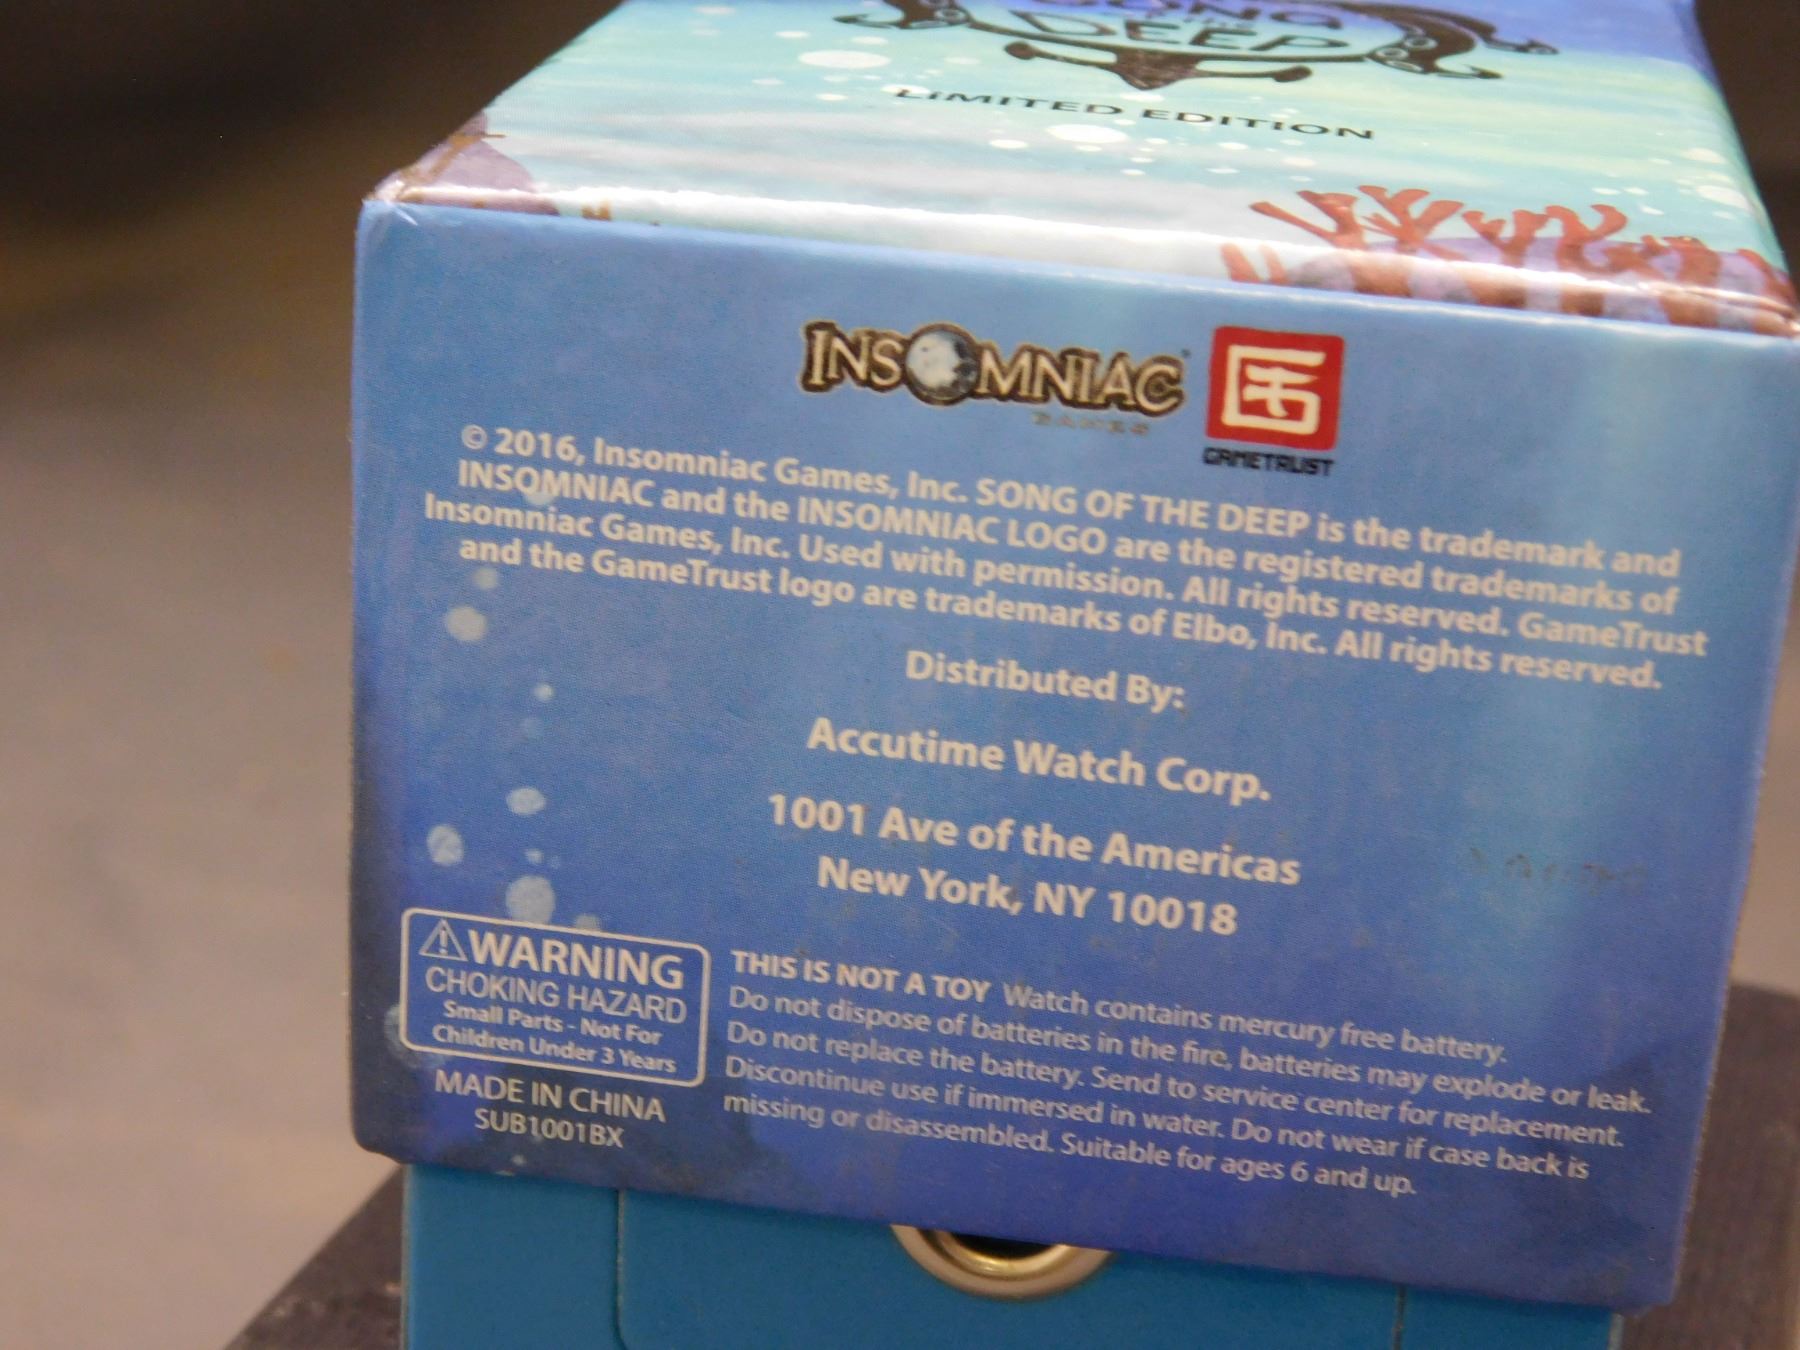 SONG
DEEP
LiMITED EDITION
INSOMNIAC
GAMES
GAMETRUST
© 2016, Insomniac Games, Inc. SONG OF THE DEEP is the trademark and
INSOMNIAC and the INSOMNIAC LOGO are the registered trademarks of
Insomniac Games, Inc. Used with permission. All rights reserved. GameTrust
and the GameTrust logo are trademarks of Elbo, Inc. All rights reserved.
Distributed By:
Accutime Watch Corp.
1001 Ave of the Americas
New York, NY 10018
WARNING
CHOKING HAZARD
Small Parts - Not For
Children Under 3 Years
MADE IN CHINA
SUB1001BX
THIS IS NOT A TOY Watch contains mercury free battery.
Do not dispose of batteries in the fire, batteries may explode or leak.
Do not replace the battery. Send to service center for replacement.
Discontinue use if immersed in water. Do not wear if case back is
missing or disassembled. Suitable for ages 6 and up.